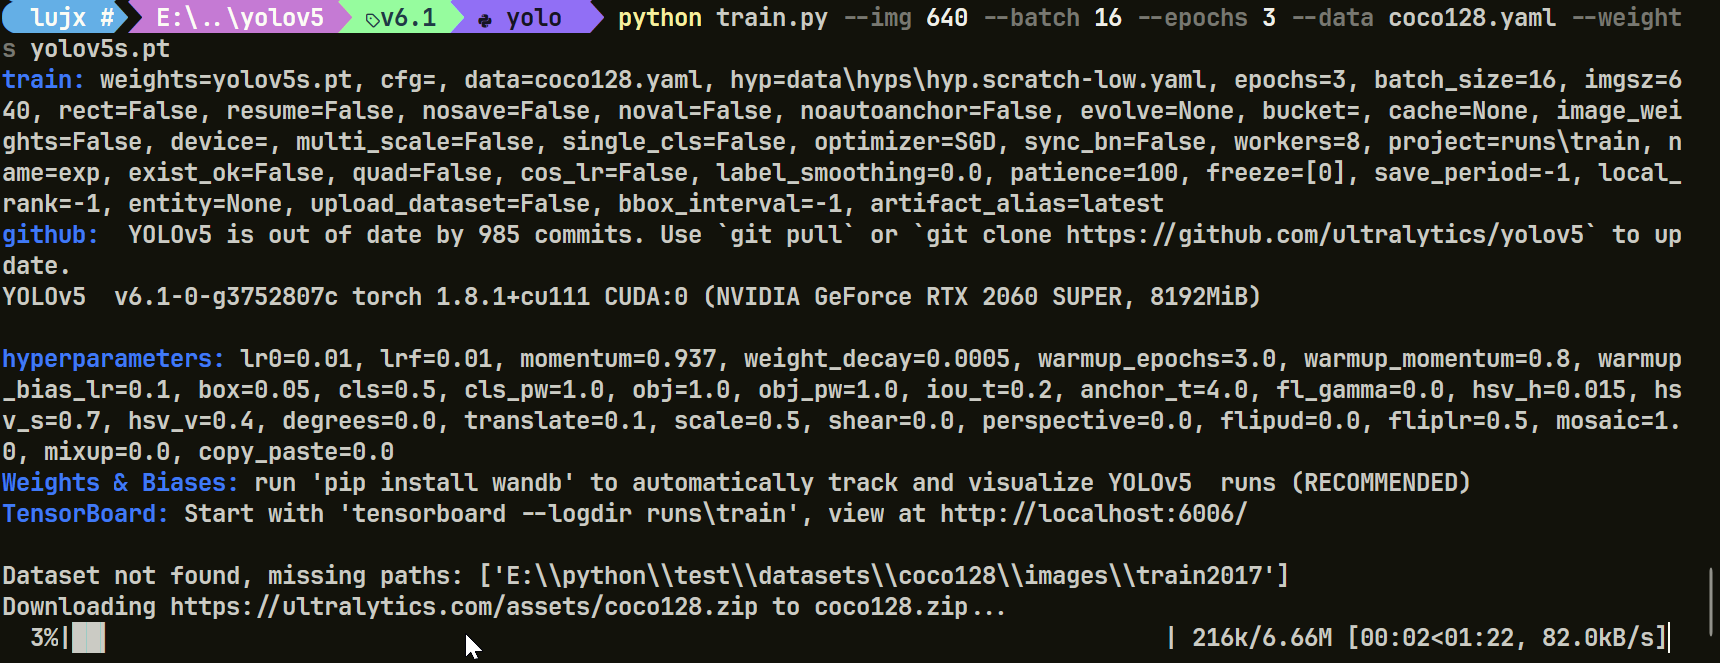 lujx # E:\..\yolov5 v6.1 yolo python train.py --img 640 --batch 16 --epochs 3 --data coco128.yaml --weight
s yolov5s.pt
train: weights=yolov5s.pt, cfg=, data=coco128.yaml, hyp=data\hyps\hyp.scratch-low.yaml, epochs=3, batch_size=16, imgsz=6
40, rect=False, resume=False, nosave=False, noval=False, noautoanchor=False, evolve=None, bucket=, cache=None, image_wei
ghts=False, device=, multi_scale=False, single_cls=False, optimizer=SGD, sync_bn=False, workers=8, project=runs\train, n
ame=exp, exist_ok=False, quad=False, cos_lr=False, label_smoothing=0.0, patience=100, freeze=[0], save_period=-1, local_
rank=-1, entity=None, upload_dataset=False, bbox_interval=-1, artifact_alias=latest
github:  YOLOv5 is out of date by 985 commits. Use `git pull` or `git clone https://github.com/ultralytics/yolov5` to up
date.
YOLOv5  v6.1-0-g3752807c torch 1.8.1+cu111 CUDA:0 (NVIDIA GeForce RTX 2060 SUPER, 8192MiB)
hyperparameters: lr0=0.01, lrf=0.01, momentum=0.937, weight_decay=0.0005, warmup_epochs=3.0, warmup_momentum=0.8, warmup
_bias_lr=0.1, box=0.05, cls=0.5, cls_pw=1.0, obj=1.0, obj_pw=1.0, iou_t=0.2, anchor_t=4.0, fl_gamma=0.0, hsv_h=0.015, hs
v_s=0.7, hsv_v=0.4, degrees=0.0, translate=0.1, scale=0.5, shear=0.0, perspective=0.0, flipud=0.0, fliplr=0.5, mosaic=1.
0, mixup=0.0, copy_paste=0.0
Weights & Biases: run 'pip install wandb' to automatically track and visualize YOLOv5  runs (RECOMMENDED)
TensorBoard: Start with 'tensorboard --logdir runs\train', view at http://localhost:6006/
Dataset not found, missing paths: ['E:\\python\\test\\datasets\\coco128\\images\\train2017']
Downloading https://ultralytics.com/assets/coco128.zip to coco128.zip...
3%|██ | 216k/6.66M [00:02<01:22, 82.0kB/s]